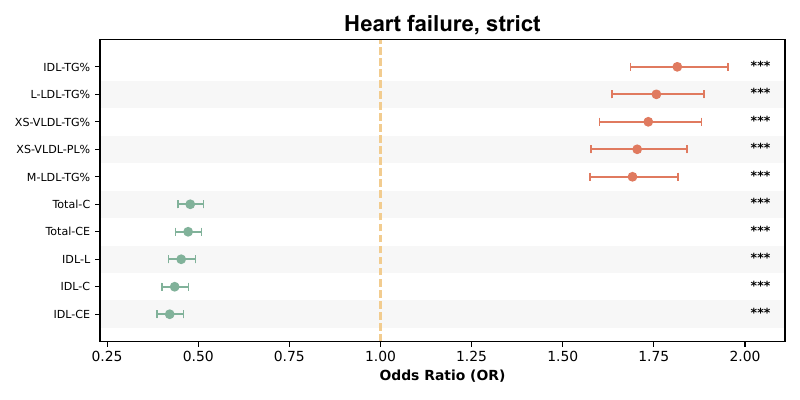 Heart failure, strict
IDL-TG% ***
L-LDL-TG% ***
XS-VLDL-TG% ***
XS-VLDL-PL% ***
M-LDL-TG% ***
Total-C ***
Total-CE ***
IDL-L ***
IDL-C ***
IDL-CE ***
0.25 0.50 0.75 1.00 1.25 1.50 1.75 2.00
Odds Ratio (OR)